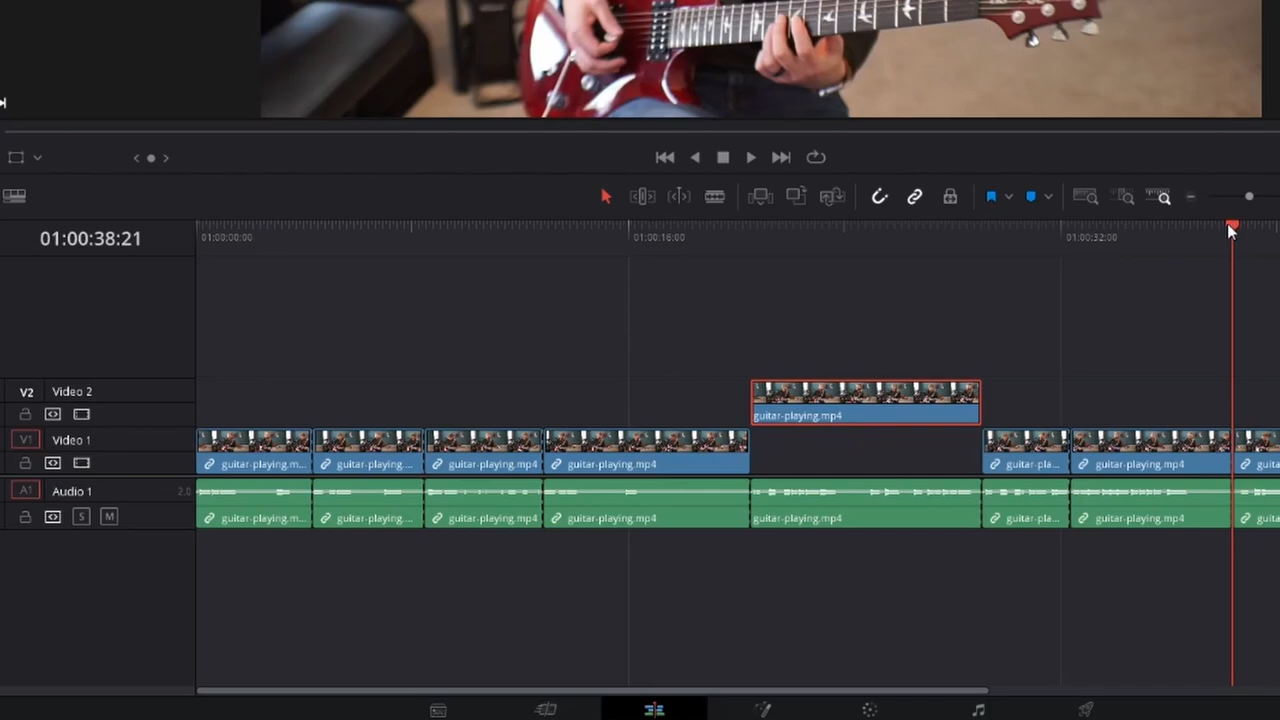 01:00:38:21
01:00:00:00
01:00:16:00
01:00:32:00
V2 Video 2
guitar-playing.mp4
V1 Video 1
guitar-playing.m...
guitar-playing....
guitar-playing.mp4
guitar-playing.mp4
guitar-pla...
guitar-playing.mp4
guita
A1 Audio 1 2.0
S M
guitar-playing.m...
guitar-playing....
guitar-playing.mp4
guitar-playing.mp4
guitar-playing.mp4
guitar-pla...
guitar-playing.mp4
guita